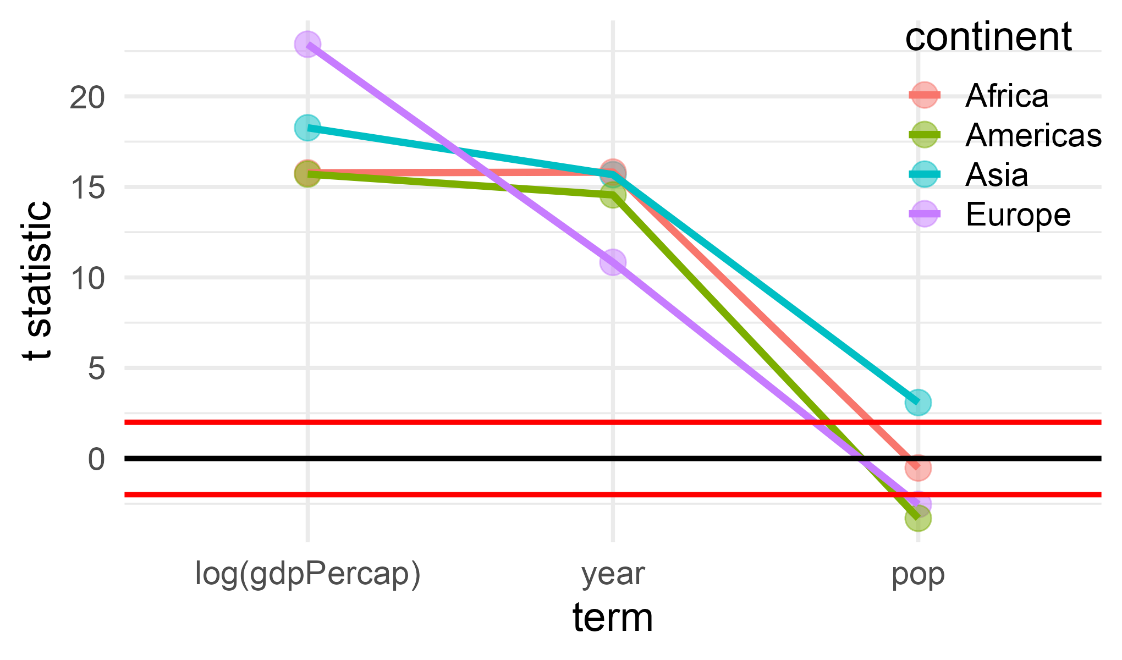 continent
Africa
Americas
Asia
Europe
t statistic
20
15
10
5
0
log(gdpPercap) year pop
term